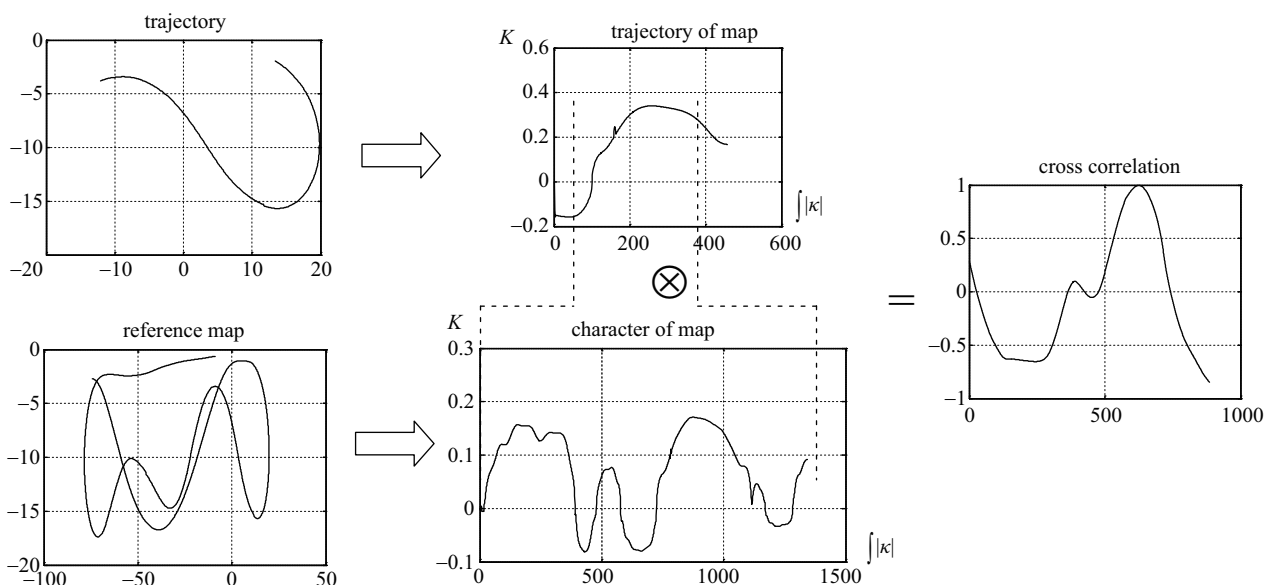 trajectory
0
−5
−10
−15
−20
−20 −10 0 10 20
K
trajectory of map
0.6
0.4
0.2
0
−0.2
0 200 400 600
∫|κ|
reference map
0
−5
−10
−15
−20
−100 −50 0 50
K
character of map
0.3
0.2
0.1
0
−0.1
0 500 1000 1500
∫|κ|
⊗
=
cross correlation
1
0.5
0
−0.5
−1
0 500 1000